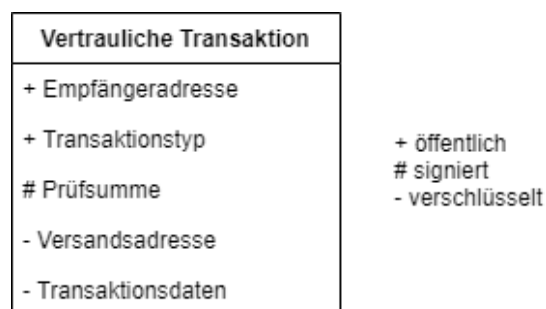 Vertrauliche Transaktion
+ Empfängeradresse
+ Transaktionstyp
# Prüfsumme
- Versandsadresse
- Transaktionsdaten
+ öffentlich
# signiert
- verschlüsselt